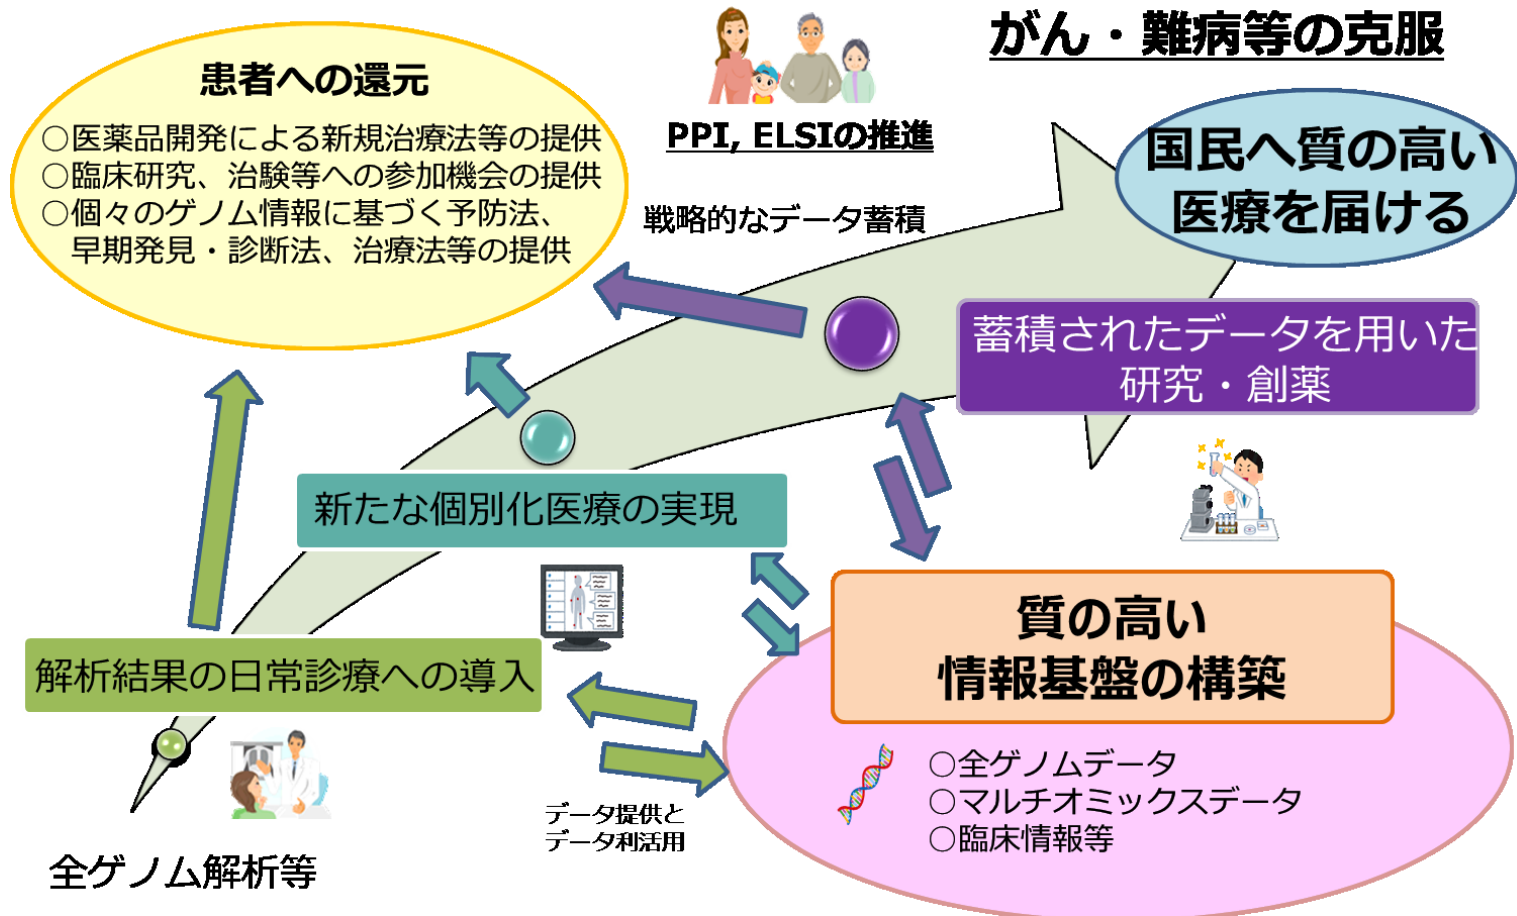 がん・難病等の克服
患者への還元
○医薬品開発による新規治療法等の提供
○臨床研究、治験等への参加機会の提供
○個々のゲノム情報に基づく予防法、
早期発見・診断法、治療法等の提供
PPI, ELSIの推進
戦略的なデータ蓄積
国民へ質の高い
医療を届ける
蓄積されたデータを用いた
研究・創薬
新たな個別化医療の実現
解析結果の日常診療への導入
質の高い
情報基盤の構築
○全ゲノムデータ
○マルチオミックスデータ
○臨床情報等
データ提供と
データ利活用
全ゲノム解析等